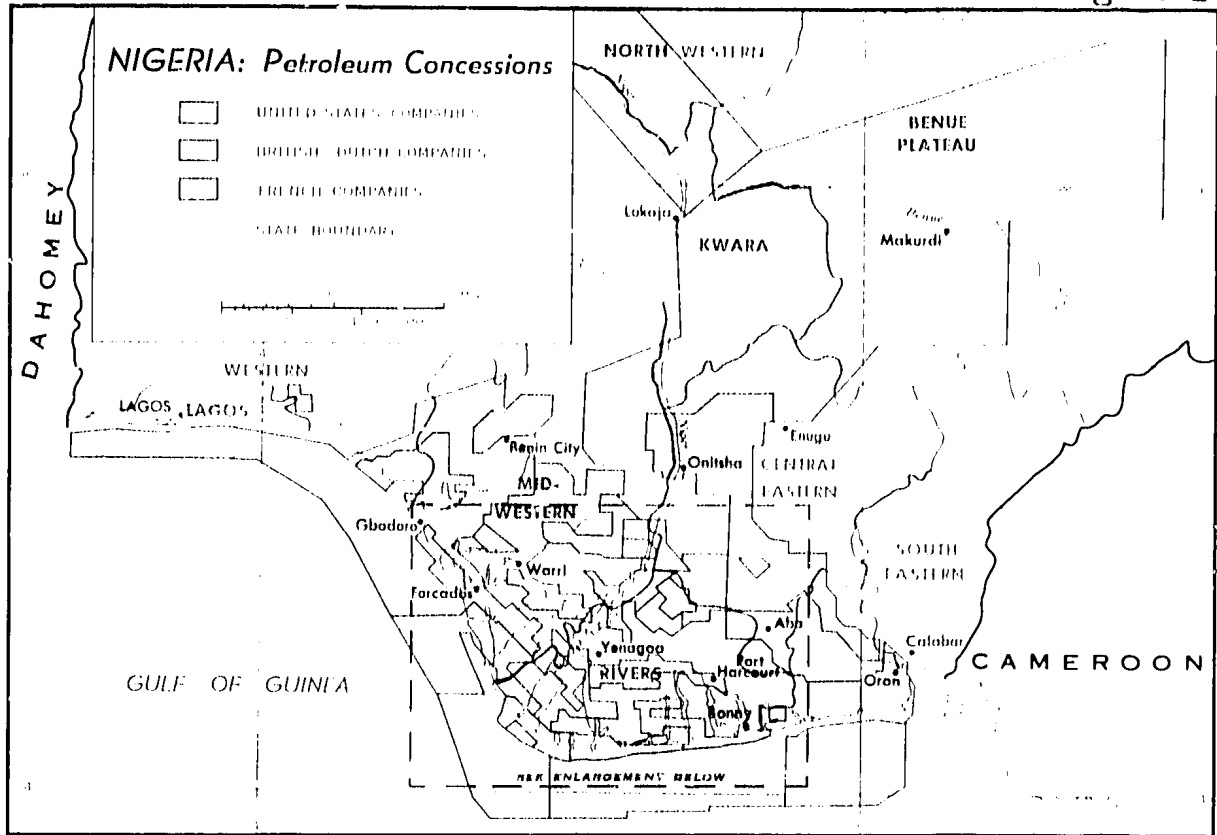 NIGERIA: Petroleum Concessions
UNITED STATES COMPANIES
BRITISH DUTCH COMPANIES
FRENCH COMPANIES
STATE BOUNDARY
NORTH WESTERN
BENUE
PLATEAU
DAHOMEY
Lokoja
KWARA
Benue
Makurdi
WESTERN
LAGOS
LAGOS
Benin City
Enugu
Onitsha
CENTRAL
EASTERN
MID-
WESTERN
Gbadoro
Warri
SOUTH
EASTERN
Forcados
Aba
Calabar
Yenagoa
RIVERS
Port
Harcourt
Oron
CAMEROON
GULF OF GUINEA
Bonny
SEE ENLARGEMENT BELOW